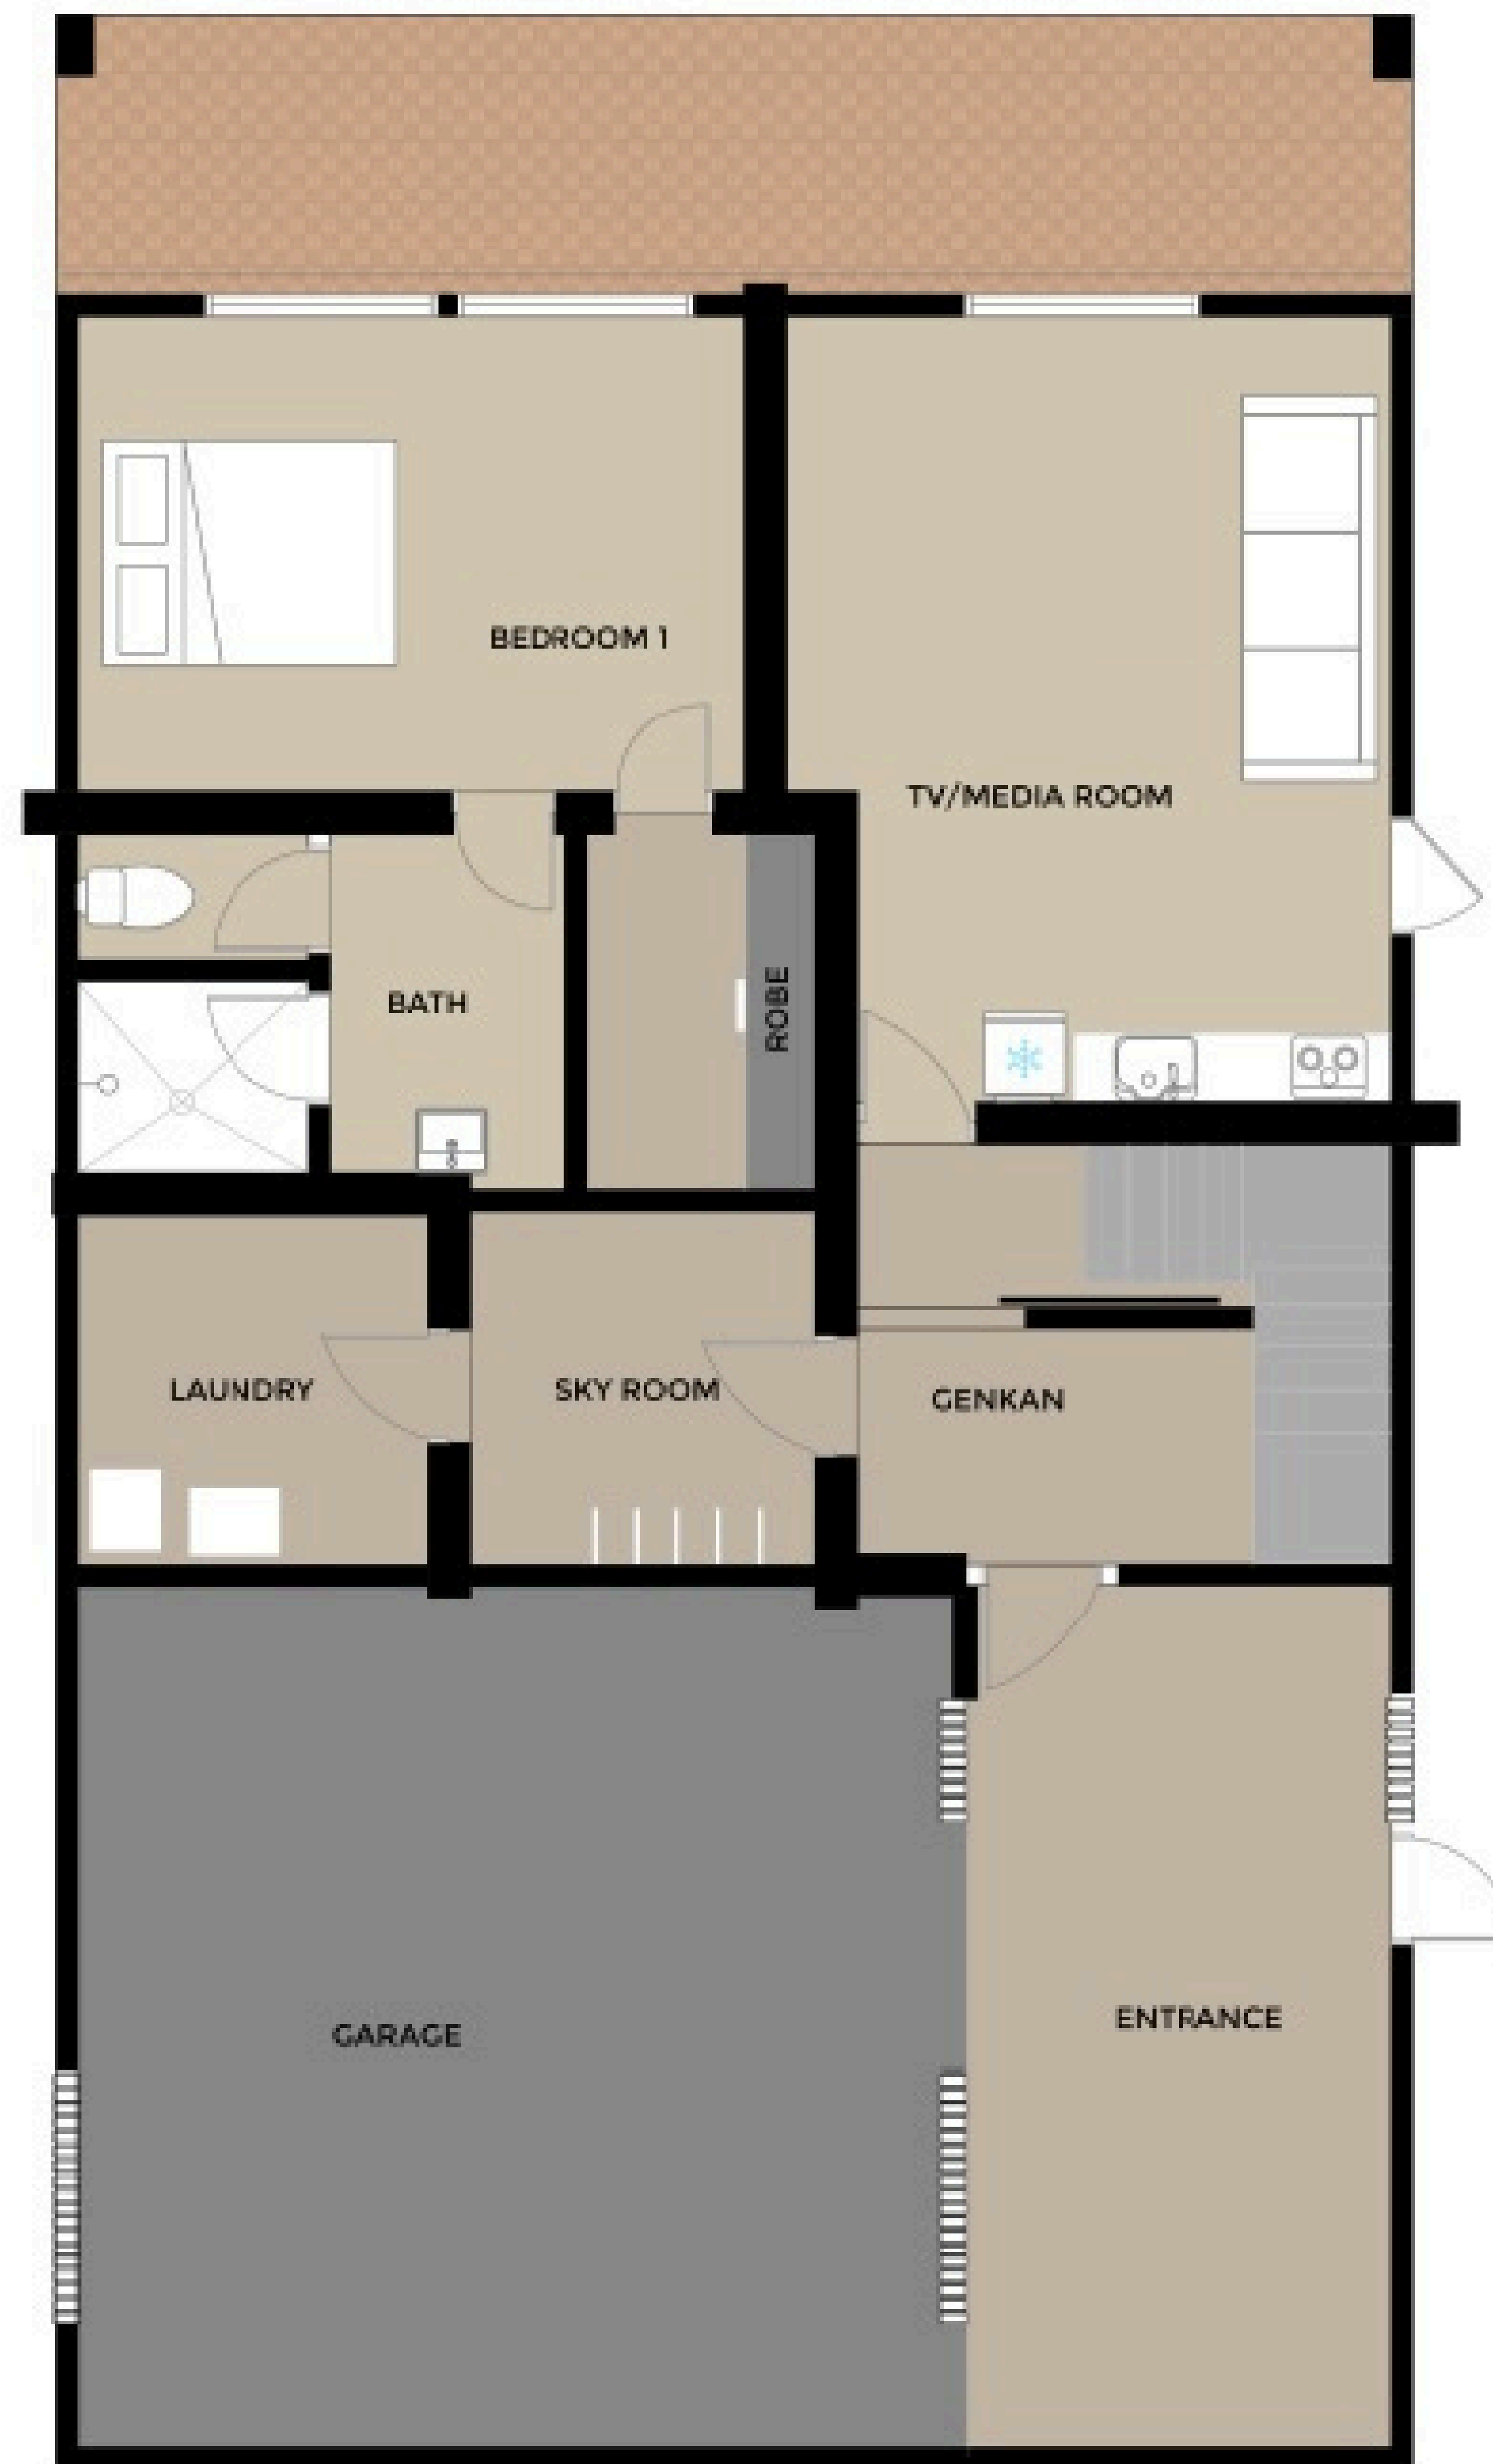 BEDROOM 1
TV/MEDIA ROOM
BATH
ROBE
LAUNDRY
SKY ROOM
GENKAN
GARAGE
ENTRANCE